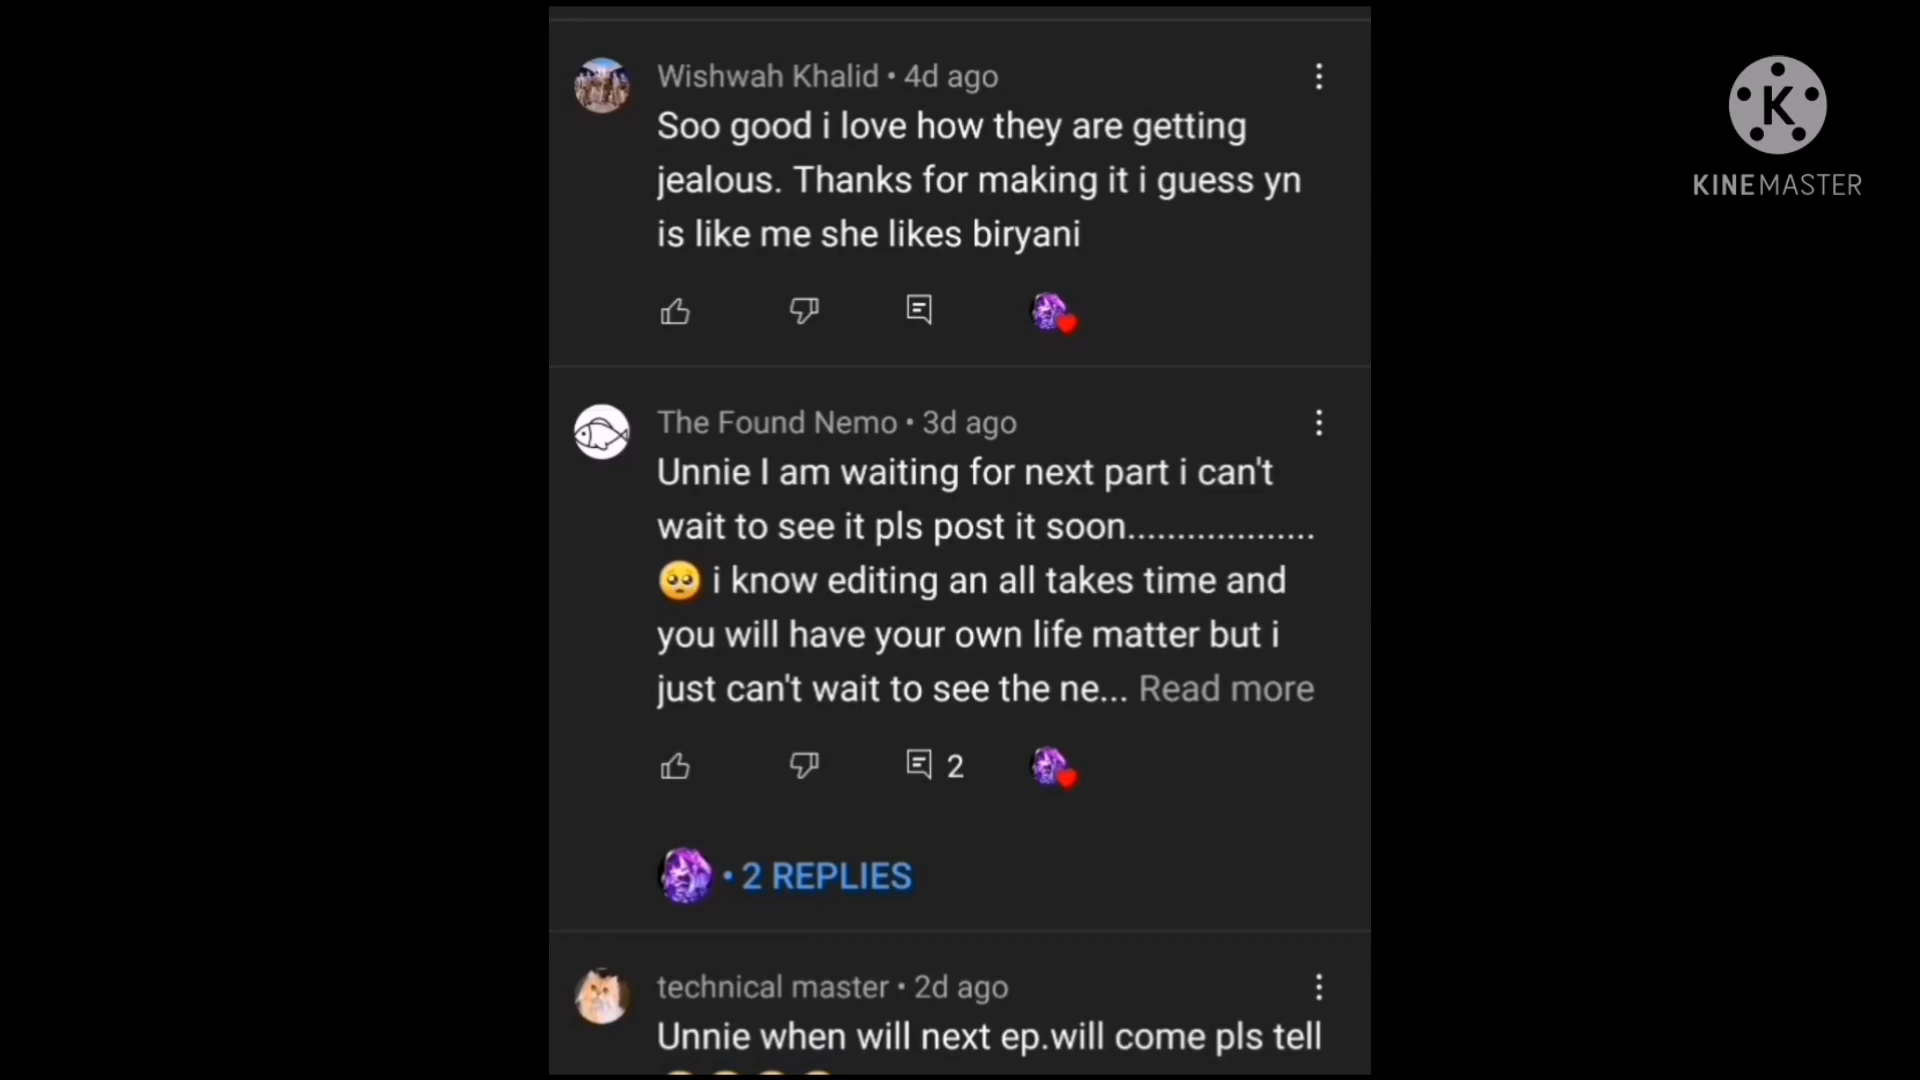 Wishwah Khalid • 4d ago
Soo good i love how they are getting
jealous. Thanks for making it i guess yn
is like me she likes biryani
The Found Nemo • 3d ago
Unnie I am waiting for next part i can't
wait to see it pls post it soon...................
🥺 i know editing an all takes time and
you will have your own life matter but i
just can't wait to see the ne... Read more
2
• 2 REPLIES
technical master • 2d ago
Unnie when will next ep.will come pls tell
K
KINEMASTER